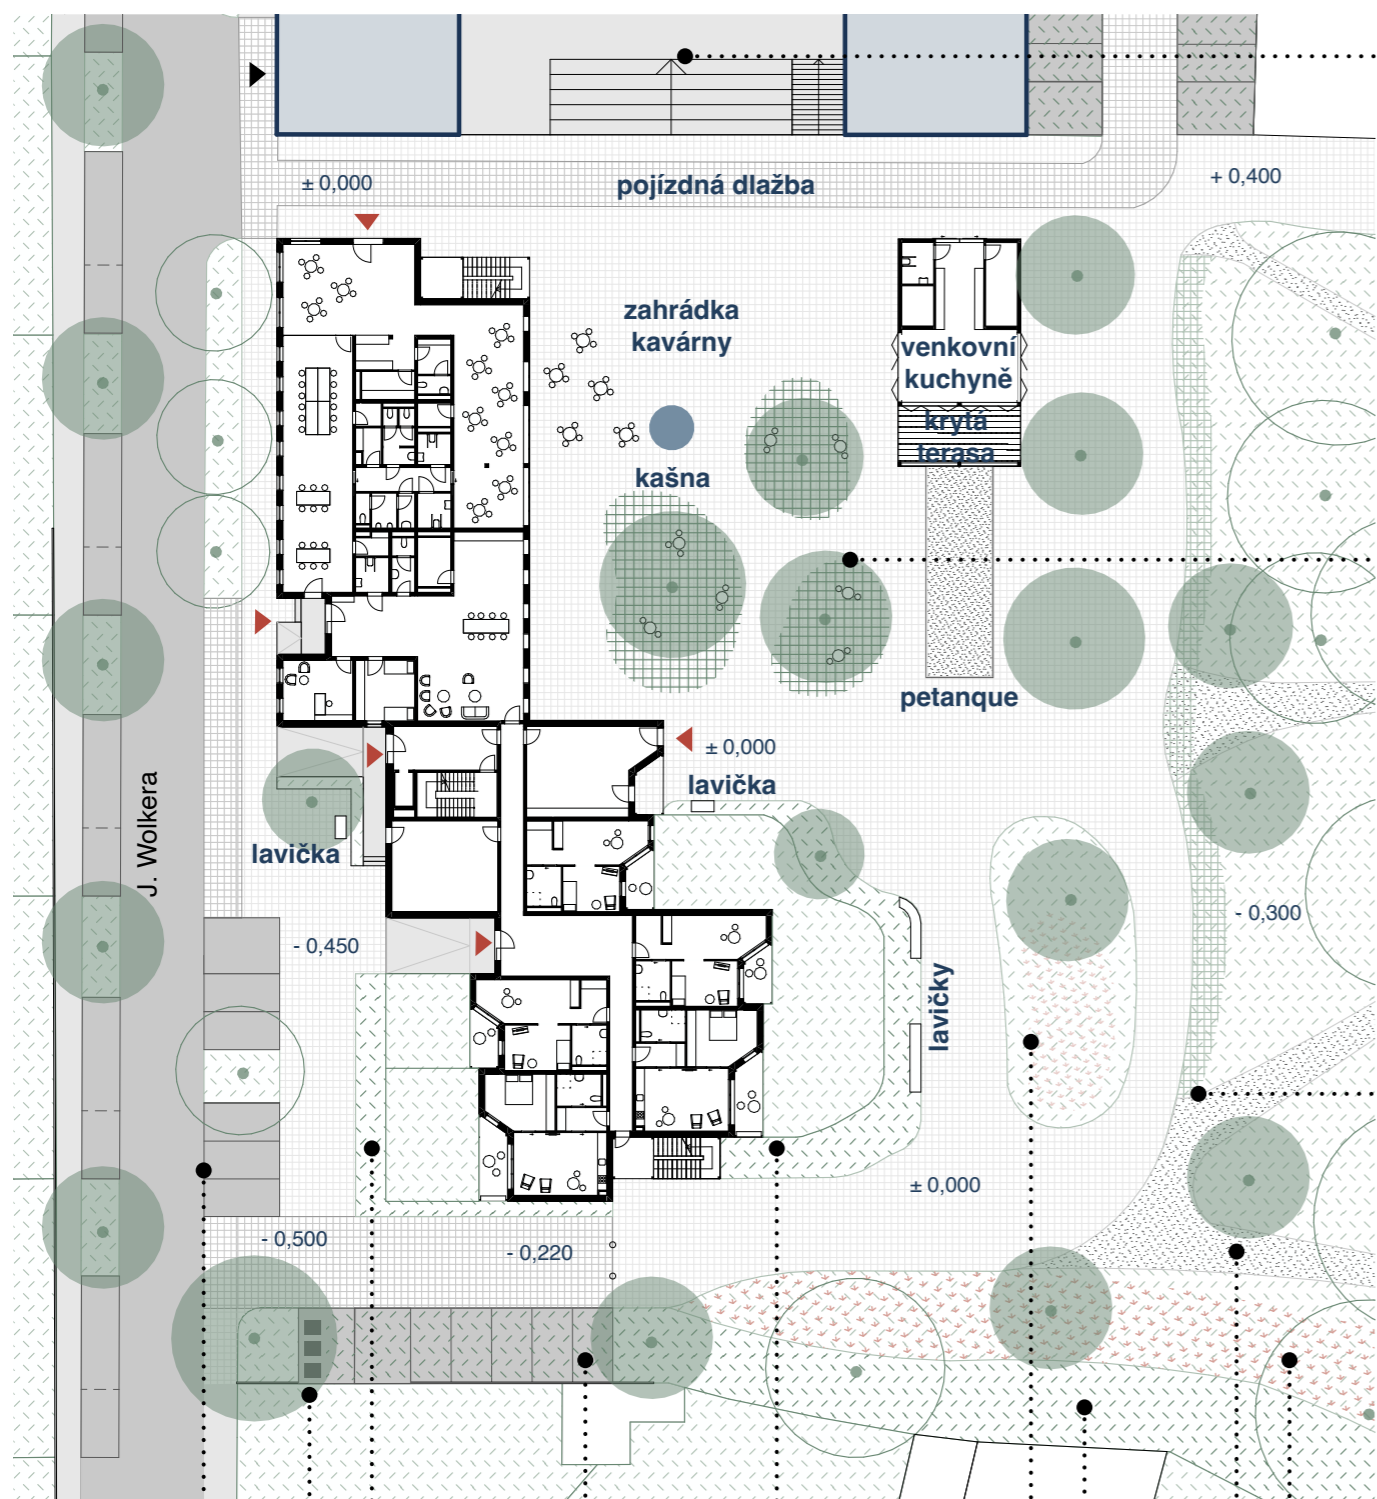 ± 0,000
pojízdná dlažba
+ 0,400
zahrádka
kavárny
venkovní
kuchyně
krytá
terasa
kašna
petanque
± 0,000
lavička
J. Wolkera
lavička
- 0,450
- 0,300
lavičky
± 0,000
- 0,500
- 0,220